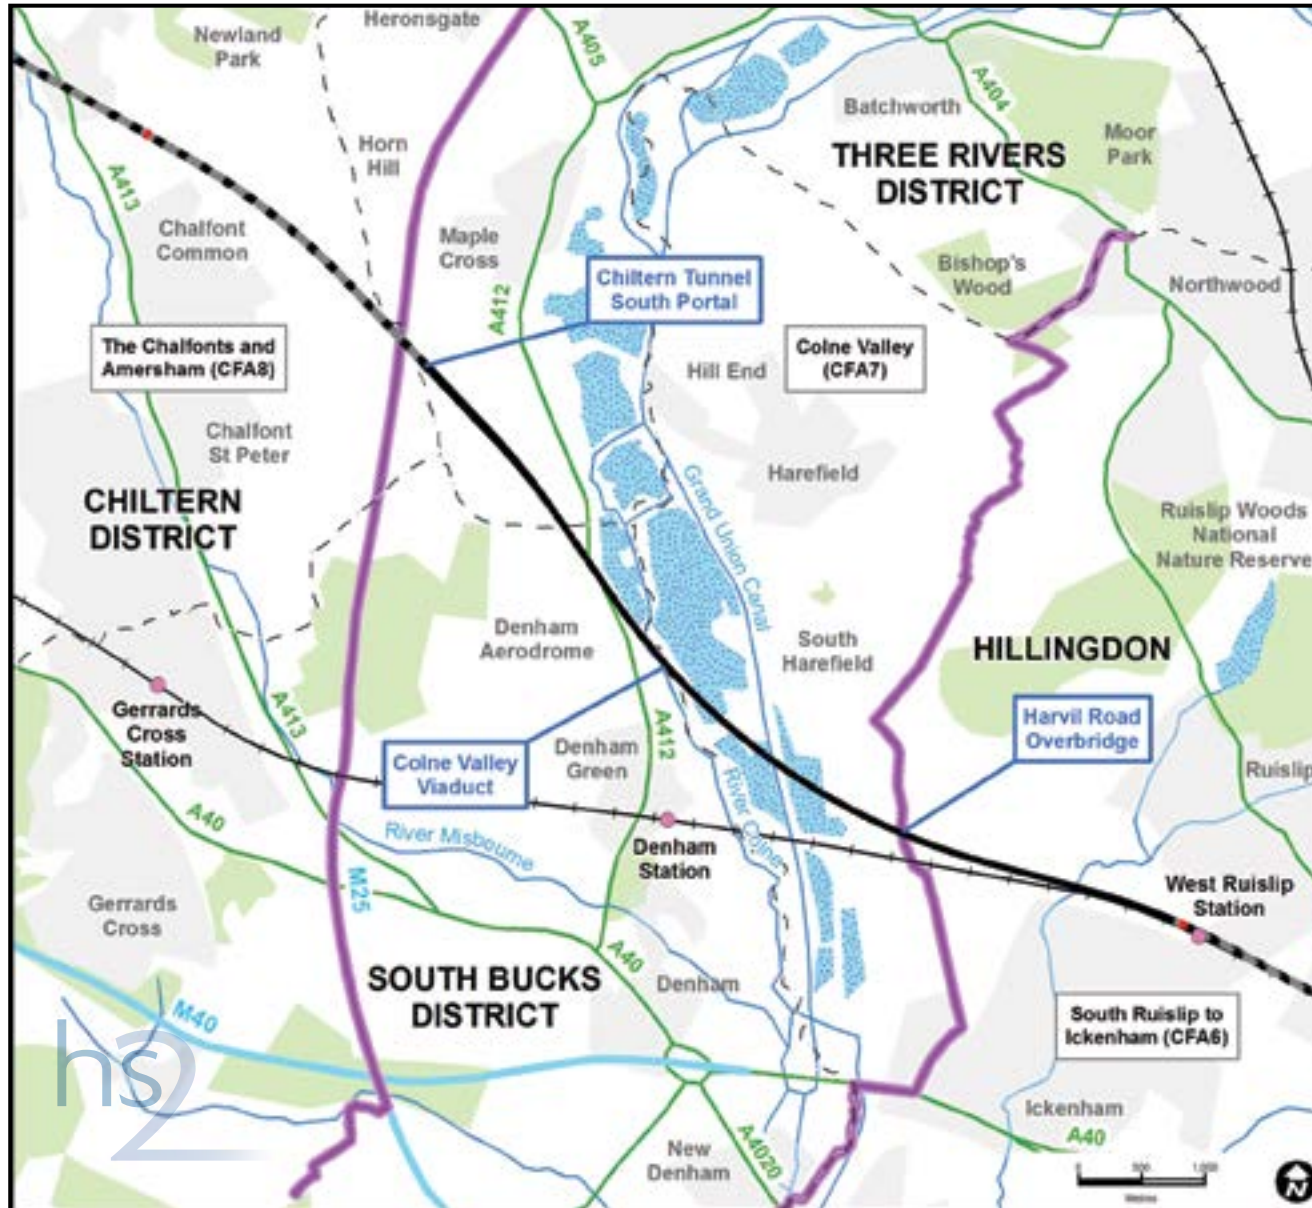 Heronsgate
Newland
Park
A405
A404
Batchworth
Moor
Park
THREE RIVERS
DISTRICT
Horn
Hill
A413
Chalfont
Common
Maple
Cross
A412
Chiltern Tunnel
South Portal
Bishop's
Wood
Northwood
The Chalfonts and
Amersham (CFA8)
Colne Valley
(CFA7)
Hill End
Chalfont
St Peter
Harefield
Grand Union Canal
CHILTERN
DISTRICT
Ruislip Woods
National
Nature Reserve
Denham
Aerodrome
South
Harefield
HILLINGDON
Gerrards
Cross
Station
A413
A412
Harvil Road
Overbridge
Colne Valley
Viaduct
Denham
Green
Ruislip
A40
River Misbourne
River Colne
Denham
Station
M25
West Ruislip
Station
Gerrards
Cross
A40
SOUTH BUCKS
DISTRICT
Denham
M40
South Ruislip to
Ickenham (CFA6)
hs2
Ickenham
A40
New
Denham
A4020
0 500 1,000
Metres
N